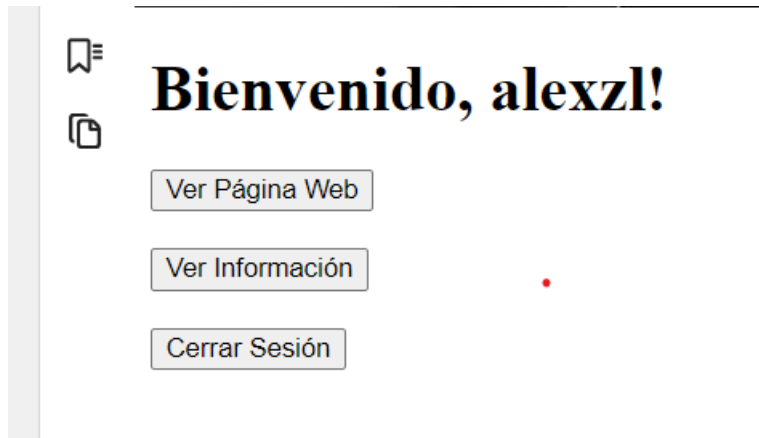 Bienvenido, alexzl!
Ver Página Web
Ver Información
Cerrar Sesión